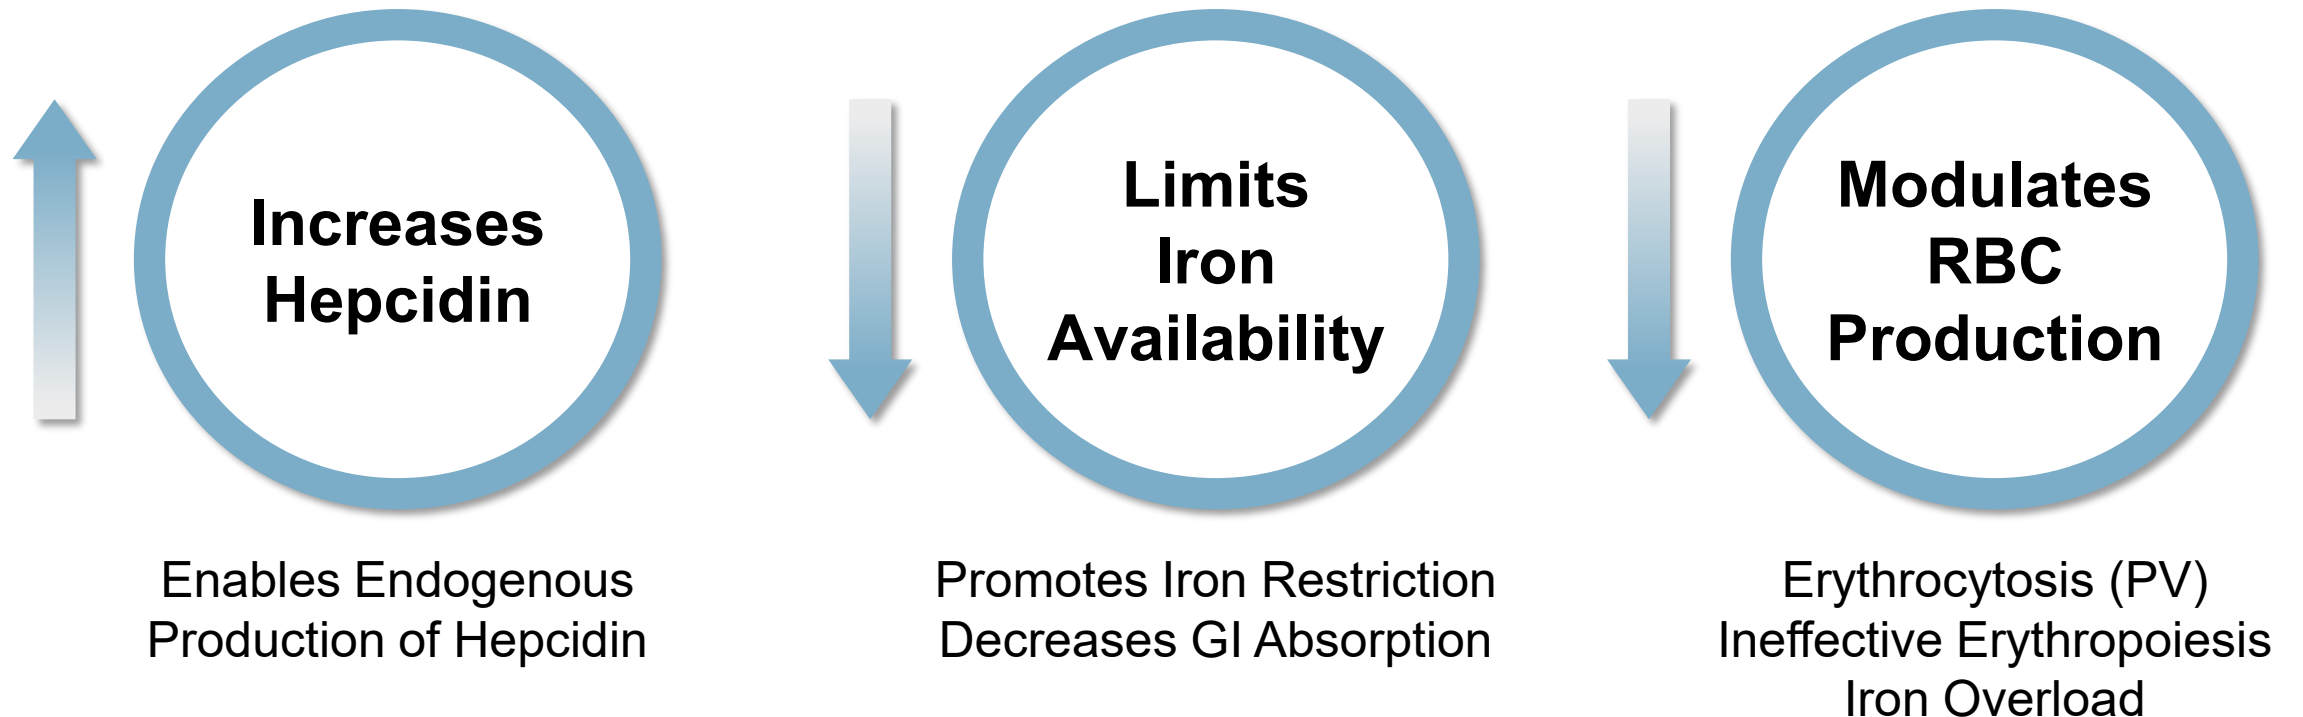 Increases
Hepcidin
Enables Endogenous
Production of Hepcidin
Limits
Iron
Availability
Promotes Iron Restriction
Decreases GI Absorption
Modulates
RBC
Production
Erythrocytosis (PV)
Ineffective Erythropoiesis
Iron Overload